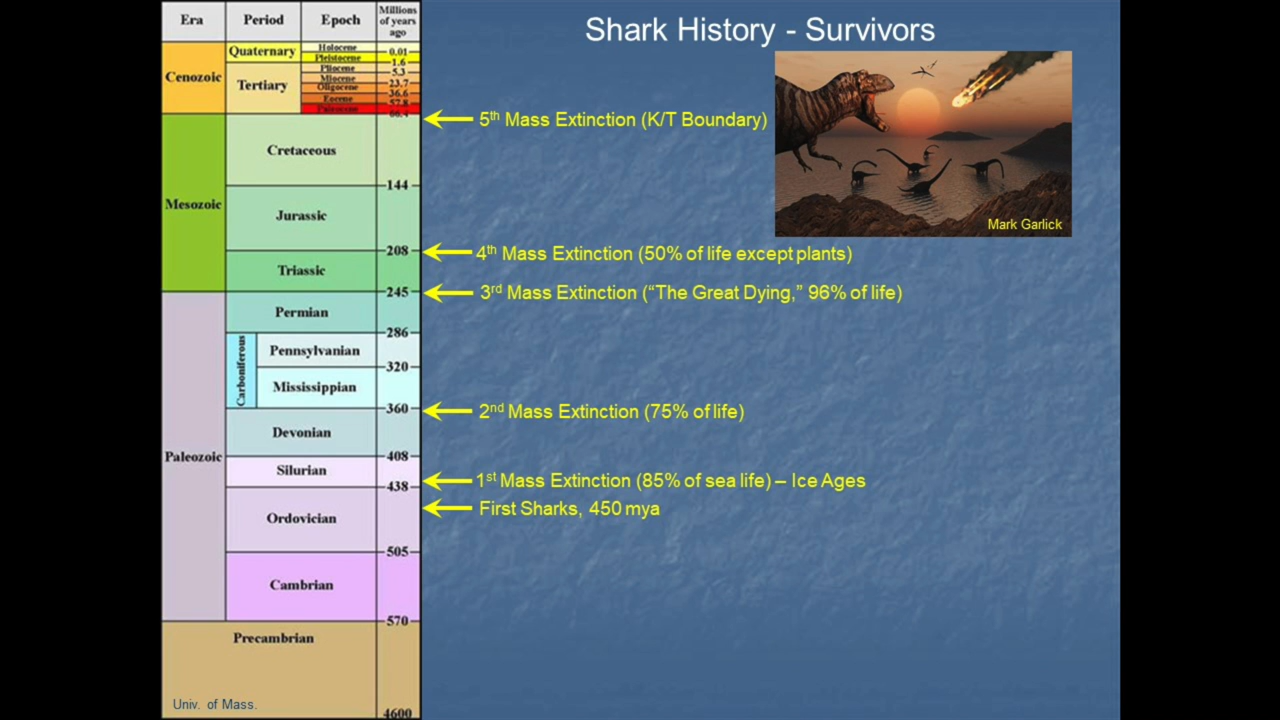 Shark History - Survivors
Era Period Epoch Millions of years ago
Cenozoic
Quaternary
Tertiary
Holocene
Pleistocene
Pliocene
Miocene
Oligocene
Eocene
Paleocene
0.01
1.6
5.3
23.7
36.6
57.8
66.4
5th Mass Extinction (K/T Boundary)
Mark Garlick
Mesozoic
Cretaceous
144
Jurassic
208
4th Mass Extinction (50% of life except plants)
Triassic
245
3rd Mass Extinction (“The Great Dying,” 96% of life)
Paleozoic
Permian
286
Carboniferous
Pennsylvanian
320
Mississippian
360
2nd Mass Extinction (75% of life)
Devonian
408
Silurian
438
1st Mass Extinction (85% of sea life) – Ice Ages
First Sharks, 450 mya
Ordovician
505
Cambrian
570
Precambrian
Univ. of Mass.
4600